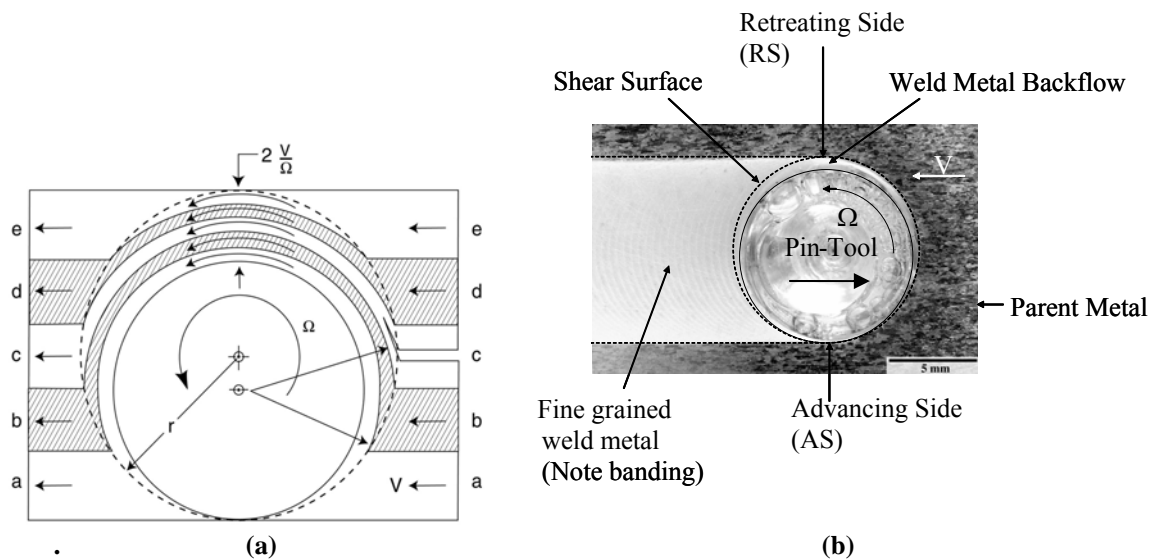 2 V/Ω
e e
d d
c c
b b
a V a
Ω
r
.
(a)
Retreating Side
(RS)
Shear Surface
Weld Metal Backflow
V
Ω
Pin-Tool
Parent Metal
5 mm
Fine grained
weld metal
(Note banding)
Advancing Side
(AS)
(b)